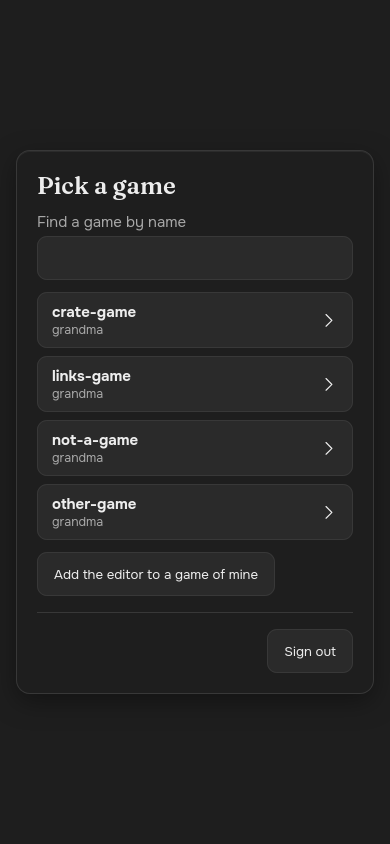 Pick a game
Find a game by name
crate-game
grandma
links-game
grandma
not-a-game
grandma
other-game
grandma
Add the editor to a game of mine
Sign out